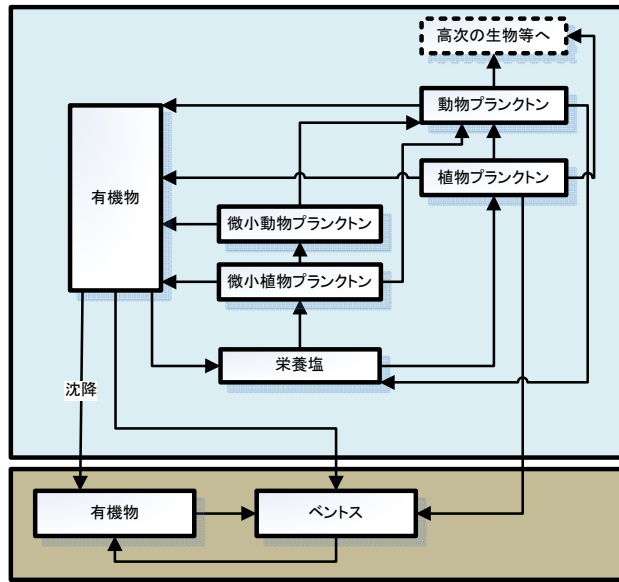 高次の生物等へ
動物プランクトン
植物プランクトン
有機物
微小動物プランクトン
微小植物プランクトン
栄養塩
沈降
有機物
ベントス